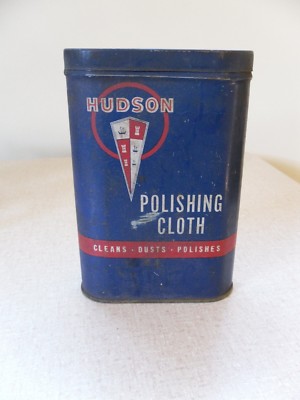 HUDSON
POLISHING
CLOTH
CLEANS - DUSTS - POLISHES